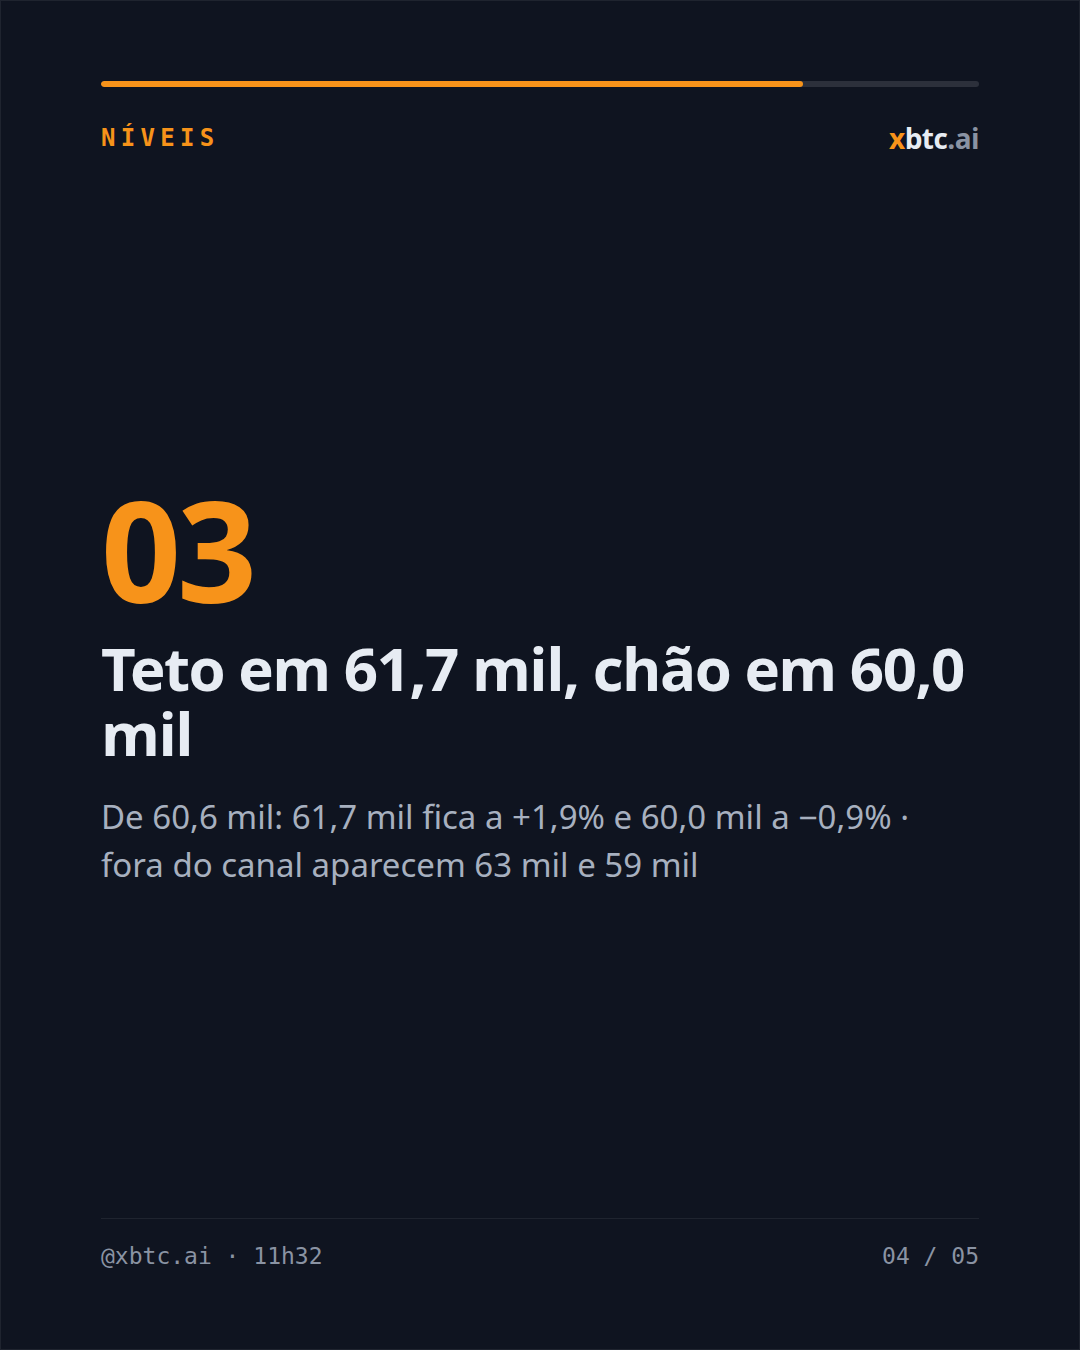 NÍVEIS
xbtc.ai
03
Teto em 61,7 mil, chão em 60,0
mil
De 60,6 mil: 61,7 mil fica a +1,9% e 60,0 mil a −0,9% ·
fora do canal aparecem 63 mil e 59 mil
@xbtc.ai · 11h32
04 / 05